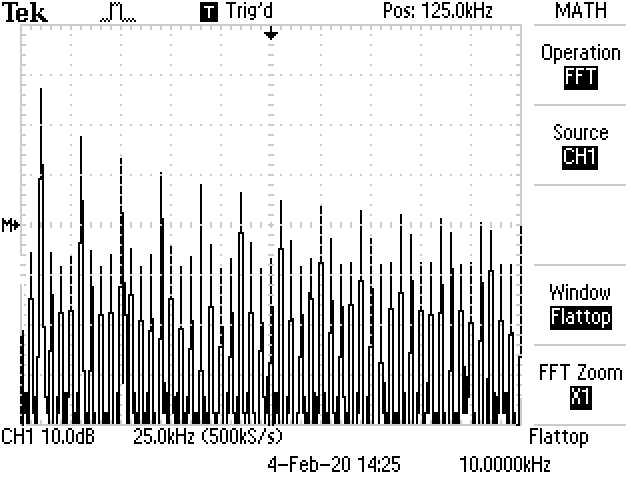 Tek T Trig'd Pos: 125.0kHz MATH
Operation
FFT
Source
CH1
M
Window
Flattop
FFT Zoom
X1
CH1 10.0dB 25.0kHz (500kS/s) Flattop
4-Feb-20 14:25 10.0000kHz